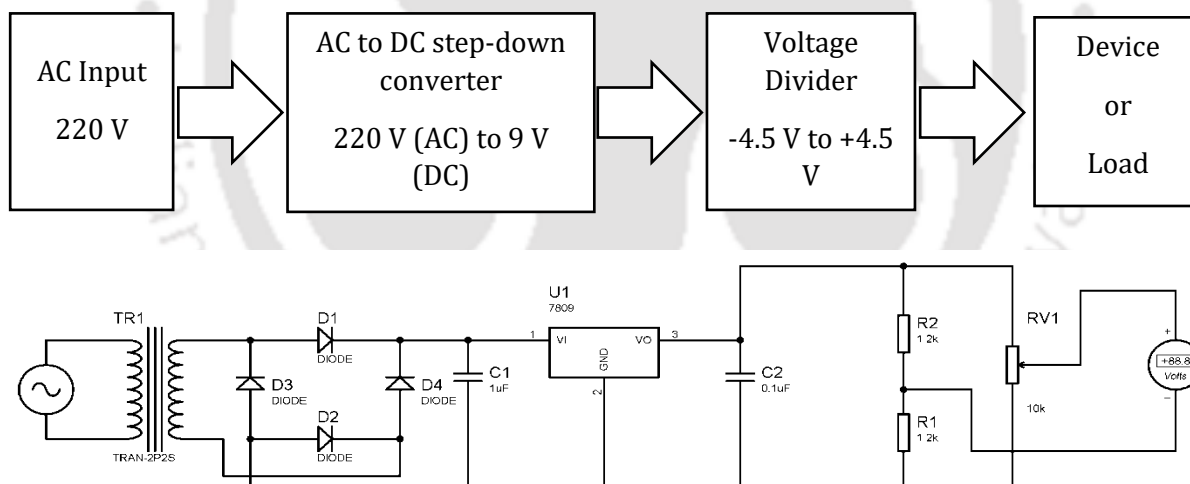 AC Input
220 V
AC to DC step-down
converter
220 V (AC) to 9 V
(DC)
Voltage
Divider
-4.5 V to +4.5
V
Device
or
Load
TR1
TRAN-2P2S
D1
DIODE
D3
DIODE
D4
DIODE
D2
DIODE
C1
1uF
U1
7809
1
VI
VO
3
GND
2
C2
0.1uF
R2
1.2k
R1
1.2k
RV1
10k
+
+88.8
Volts
−